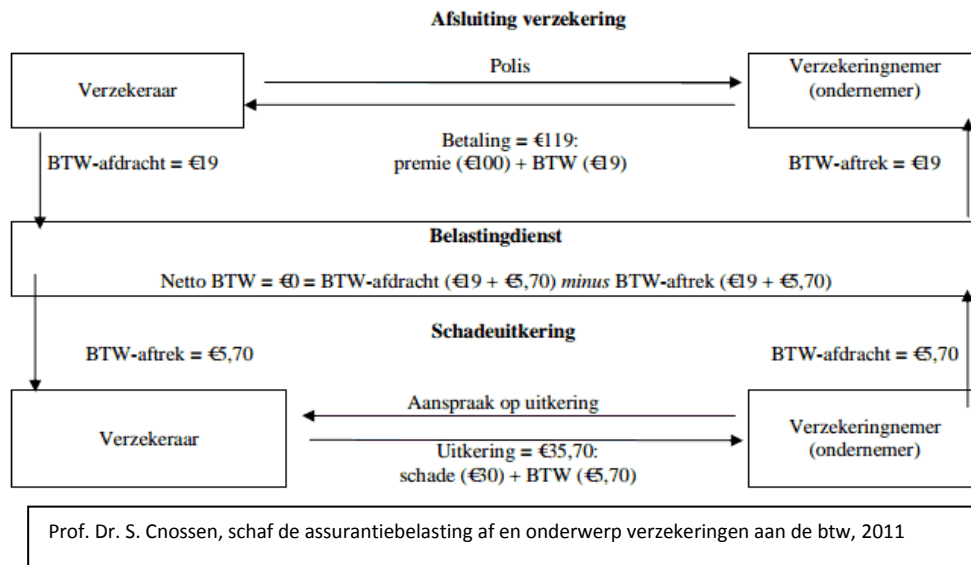 Afsluiting verzekering
Verzekeraar
Polis
Verzekeringnemer
(ondernemer)
Betaling = €119:
premie (€100) + BTW (€19)
BTW-afdracht = €19
BTW-aftrek = €19
Belastingdienst
Netto BTW = €0 = BTW-afdracht (€19 + €5,70) minus BTW-aftrek (€19 + €5,70)
Schadeuitkering
BTW-aftrek = €5,70
BTW-afdracht = €5,70
Verzekeraar
Aanspraak op uitkering
Verzekeringnemer
(ondernemer)
Uitkering = €35,70:
schade (€30) + BTW (€5,70)
Prof. Dr. S. Cnossen, schaf de assurantiebelasting af en onderwerp verzekeringen aan de btw, 2011